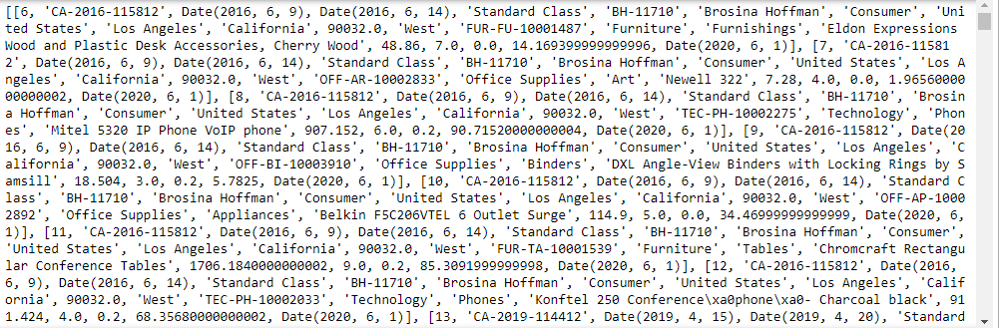 [[6, 'CA-2016-115812', Date(2016, 6, 9), Date(2016, 6, 14), 'Standard Class', 'BH-11710', 'Brosina Hoffman', 'Consumer', 'Uni
ted States', 'Los Angeles', 'California', 90032.0, 'West', 'FUR-FU-10001487', 'Furniture', 'Furnishings', 'Eldon Expressions
Wood and Plastic Desk Accessories, Cherry Wood', 48.86, 7.0, 0.0, 14.169399999999996, Date(2020, 6, 1)], [7, 'CA-2016-11581
2', Date(2016, 6, 9), Date(2016, 6, 14), 'Standard Class', 'BH-11710', 'Brosina Hoffman', 'Consumer', 'United States', 'Los A
ngeles', 'California', 90032.0, 'West', 'OFF-AR-10002833', 'Office Supplies', 'Art', 'Newell 322', 7.28, 4.0, 0.0, 1.96560000
00000002, Date(2020, 6, 1)], [8, 'CA-2016-115812', Date(2016, 6, 9), Date(2016, 6, 14), 'Standard Class', 'BH-11710', 'Brosin
a Hoffman', 'Consumer', 'United States', 'Los Angeles', 'California', 90032.0, 'West', 'TEC-PH-10002275', 'Technology', 'Phon
es', 'Mitel 5320 IP Phone VoIP phone', 907.152, 6.0, 0.2, 90.71520000000004, Date(2020, 6, 1)], [9, 'CA-2016-115812', Date(20
16, 6, 9), Date(2016, 6, 14), 'Standard Class', 'BH-11710', 'Brosina Hoffman', 'Consumer', 'United States', 'Los Angeles', 'C
alifornia', 90032.0, 'West', 'OFF-BI-10003910', 'Office Supplies', 'Binders', 'DXL Angle-View Binders with Locking Rings by S
amsill', 18.504, 3.0, 0.2, 5.7825, Date(2020, 6, 1)], [10, 'CA-2016-115812', Date(2016, 6, 9), Date(2016, 6, 14), 'Standard C
lass', 'BH-11710', 'Brosina Hoffman', 'Consumer', 'United States', 'Los Angeles', 'California', 90032.0, 'West', 'OFF-AP-1000
2892', 'Office Supplies', 'Appliances', 'Belkin F5C206VTEL 6 Outlet Surge', 114.9, 5.0, 0.0, 34.46999999999999, Date(2020, 6,
1)], [11, 'CA-2016-115812', Date(2016, 6, 9), Date(2016, 6, 14), 'Standard Class', 'BH-11710', 'Brosina Hoffman', 'Consumer',
'United States', 'Los Angeles', 'California', 90032.0, 'West', 'FUR-TA-10001539', 'Furniture', 'Tables', 'Chromcraft Rectangu
lar Conference Tables', 1706.1840000000002, 9.0, 0.2, 85.3091999999998, Date(2020, 6, 1)], [12, 'CA-2016-115812', Date(2016,
6, 9), Date(2016, 6, 14), 'Standard Class', 'BH-11710', 'Brosina Hoffman', 'Consumer', 'United States', 'Los Angeles', 'Calif
ornia', 90032.0, 'West', 'TEC-PH-10002033', 'Technology', 'Phones', 'Konftel 250 Conference\xa0phone\xa0- Charcoal black', 91
1.424, 4.0, 0.2, 68.35680000000002, Date(2020, 6, 1)], [13, 'CA-2019-114412', Date(2019, 4, 15), Date(2019, 4, 20), 'Standard